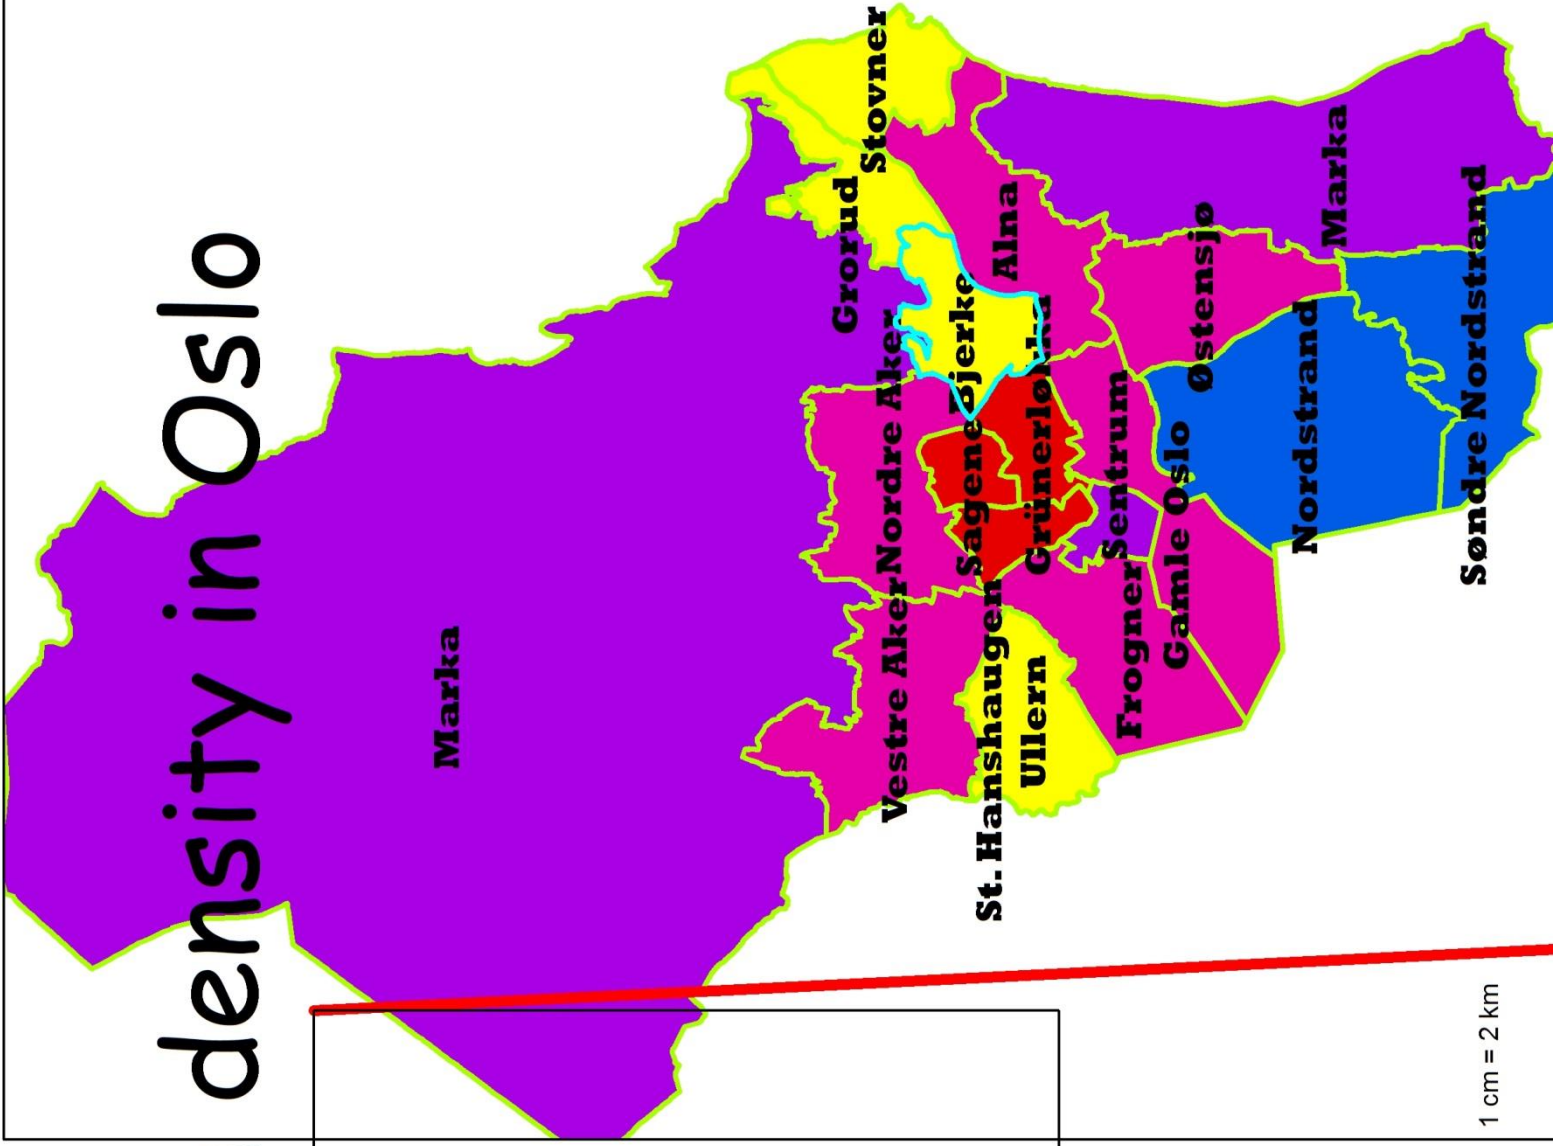 density in Oslo
Marka
Grorud
Stovner
Vestre Aker
Nordre Aker
Bjerke
Alna
St. Hanshaugen
Sagene
Grünerløkka
Ullern
Frogner
Sentrum
Gamle Oslo
Østensjø
Marka
Nordstrand
Søndre Nordstrand
1 cm = 2 km